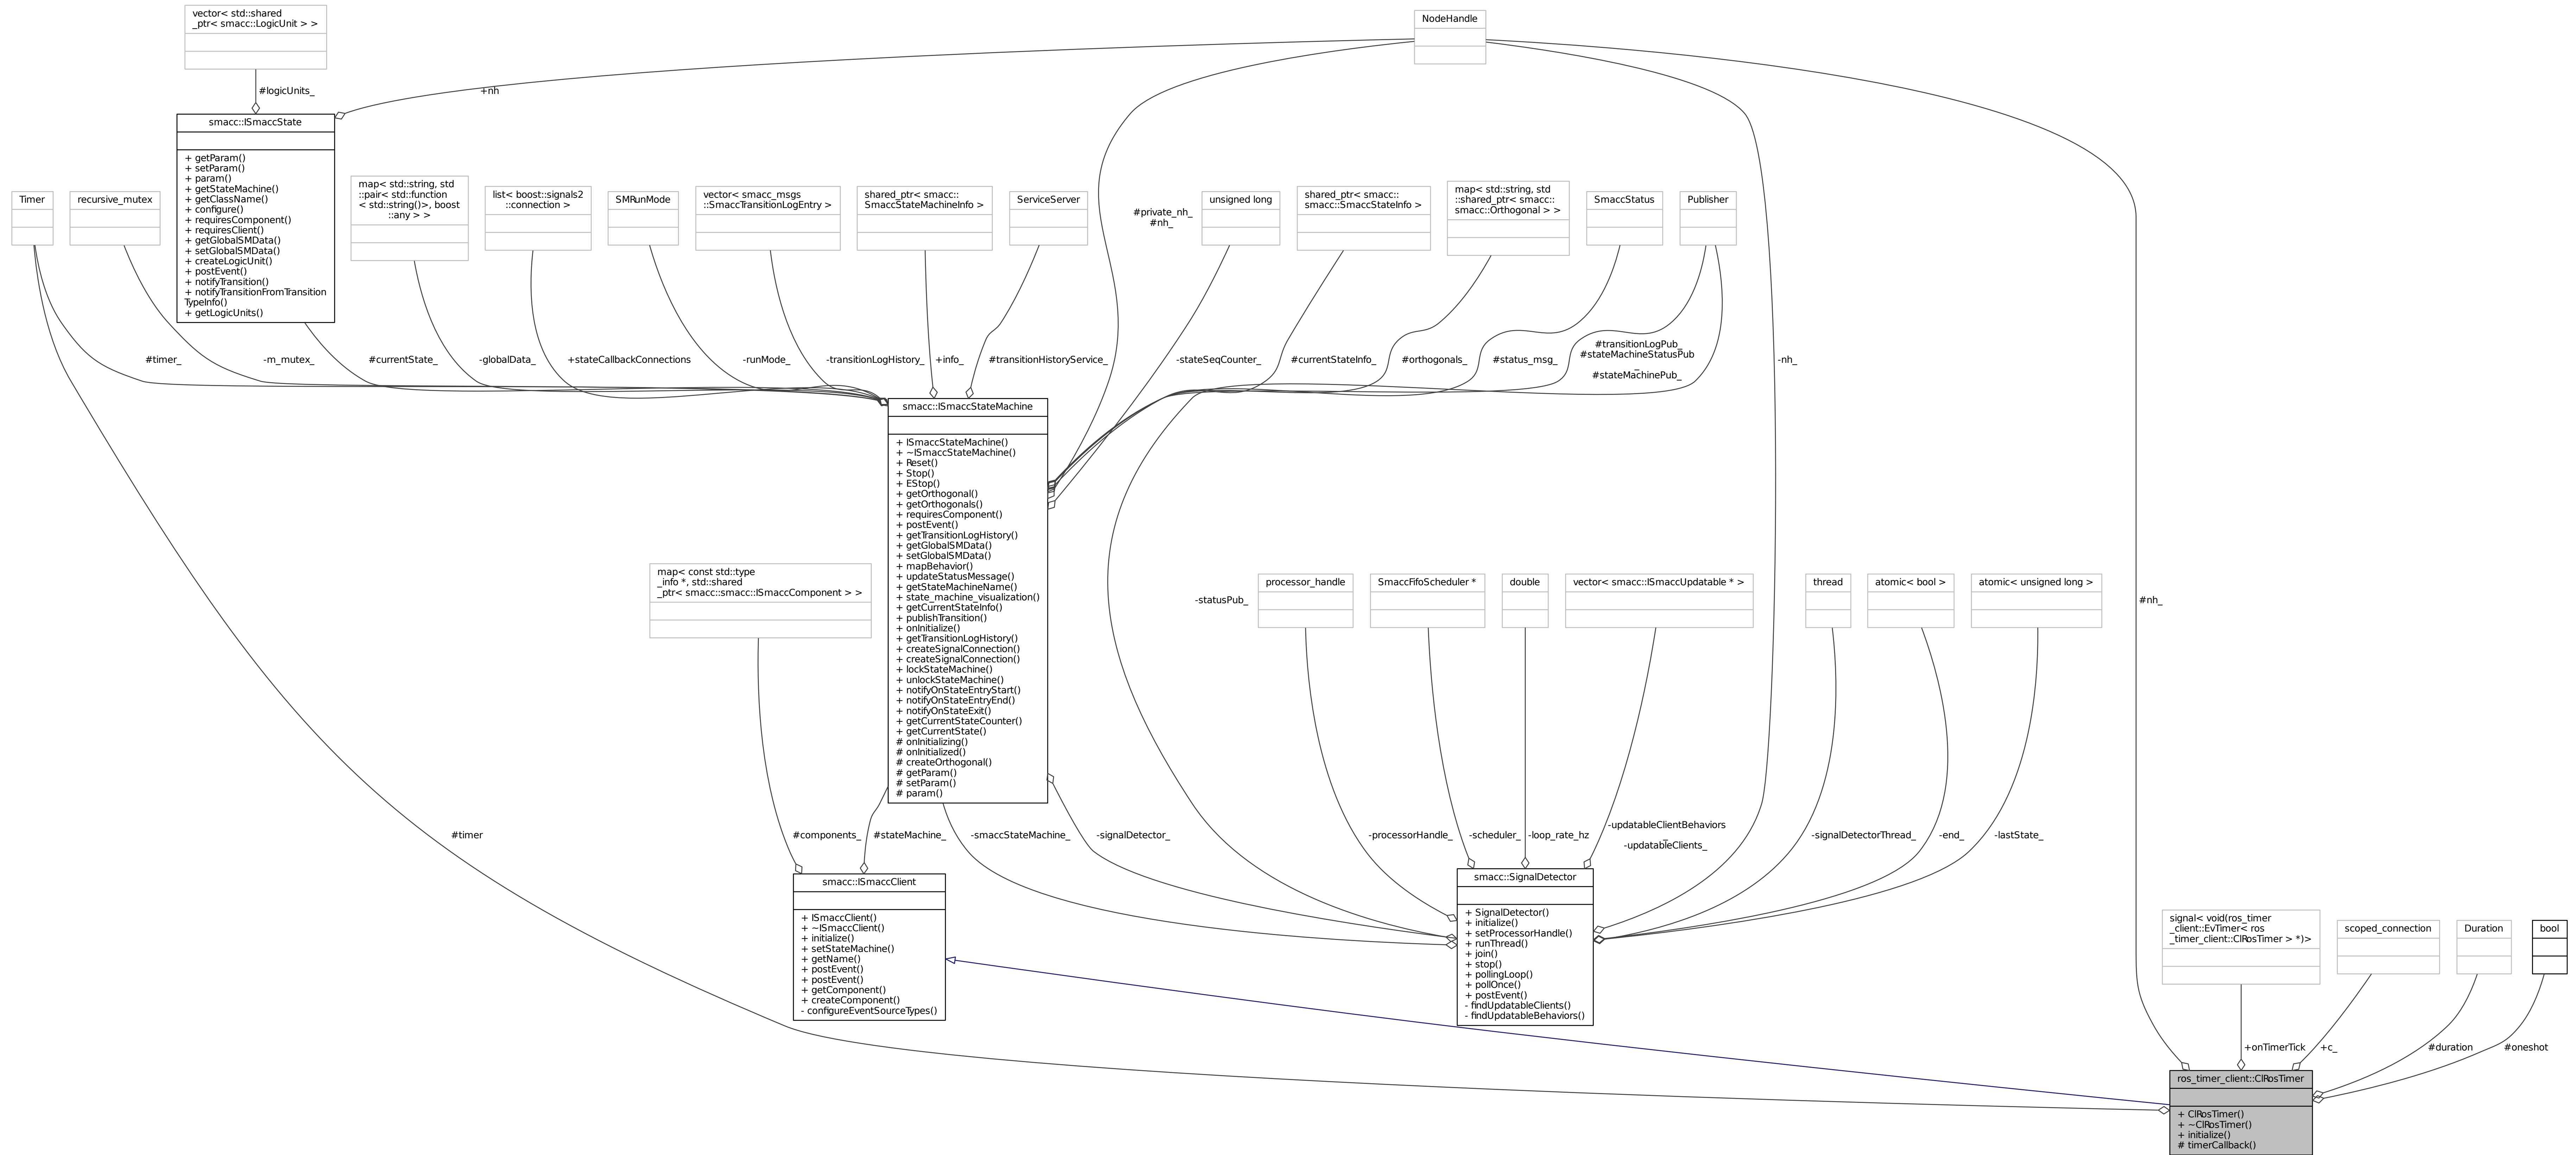 vector< std::shared
_ptr< smacc::LogicUnit > >
NodeHandle
#logicUnits_
+nh
smacc::ISmaccState
+ getParam()
+ setParam()
+ param()
+ getStateMachine()
+ getClassName()
+ configure()
+ requiresComponent()
+ requiresClient()
+ getGlobalSMData()
+ setGlobalSMData()
+ createLogicUnit()
+ postEvent()
+ notifyTransition()
+ notifyTransitionFromTransition
TypeInfo()
+ getLogicUnits()
Timer
recursive_mutex
map< std::string, std
::pair< std::function
< std::string()>, boost
::any > >
list< boost::signals2
::connection >
SMRunMode
vector< smacc_msgs
::SmaccTransitionLogEntry >
shared_ptr< smacc::
SmaccStateMachineInfo >
ServiceServer
#private_nh_
#nh_
unsigned long
shared_ptr< smacc::
smacc::SmaccStateInfo >
map< std::string, std
::shared_ptr< smacc::
smacc::Orthogonal > >
SmaccStatus
Publisher
#timer_
-m_mutex_
#currentState_
-globalData_
+stateCallbackConnections
-runMode_
-transitionLogHistory_
+info_
#transitionHistoryService_
-stateSeqCounter_
#currentStateInfo_
#orthogonals_
#status_msg_
#transitionLogPub_
#stateMachineStatusPub
_
#stateMachinePub_
-nh_
smacc::ISmaccStateMachine
+ ISmaccStateMachine()
+ ~ISmaccStateMachine()
+ Reset()
+ Stop()
+ EStop()
+ getOrthogonal()
+ getOrthogonals()
+ requiresComponent()
+ postEvent()
+ getTransitionLogHistory()
+ getGlobalSMData()
+ setGlobalSMData()
+ mapBehavior()
+ updateStatusMessage()
+ getStateMachineName()
+ state_machine_visualization()
+ getCurrentStateInfo()
+ publishTransition()
+ onInitialize()
+ getTransitionLogHistory()
+ createSignalConnection()
+ createSignalConnection()
+ lockStateMachine()
+ unlockStateMachine()
+ notifyOnStateEntryStart()
+ notifyOnStateEntryEnd()
+ notifyOnStateExit()
+ getCurrentStateCounter()
+ getCurrentState()
# onInitializing()
# onInitialized()
# createOrthogonal()
# getParam()
# setParam()
# param()
map< const std::type
_info *, std::shared
_ptr< smacc::smacc::ISmaccComponent > >
-statusPub_
processor_handle
SmaccFifoScheduler *
double
vector< smacc::ISmaccUpdatable * >
thread
atomic< bool >
atomic< unsigned long >
#nh_
#timer
#components_
#stateMachine_
-smaccStateMachine_
-signalDetector_
-processorHandle_
-scheduler_
-loop_rate_hz
-updatableClientBehaviors
_
-updatableClients_
-signalDetectorThread_
-end_
-lastState_
smacc::ISmaccClient
+ ISmaccClient()
+ ~ISmaccClient()
+ initialize()
+ setStateMachine()
+ getName()
+ postEvent()
+ postEvent()
+ getComponent()
+ createComponent()
- configureEventSourceTypes()
smacc::SignalDetector
+ SignalDetector()
+ initialize()
+ setProcessorHandle()
+ runThread()
+ join()
+ stop()
+ pollingLoop()
+ pollOnce()
+ postEvent()
- findUpdatableClients()
- findUpdatableBehaviors()
signal< void(ros_timer
_client::EvTimer< ros
_timer_client::ClRosTimer > *)>
scoped_connection
Duration
bool
+onTimerTick
+c_
#duration
#oneshot
ros_timer_client::ClRosTimer
+ ClRosTimer()
+ ~ClRosTimer()
+ initialize()
# timerCallback()